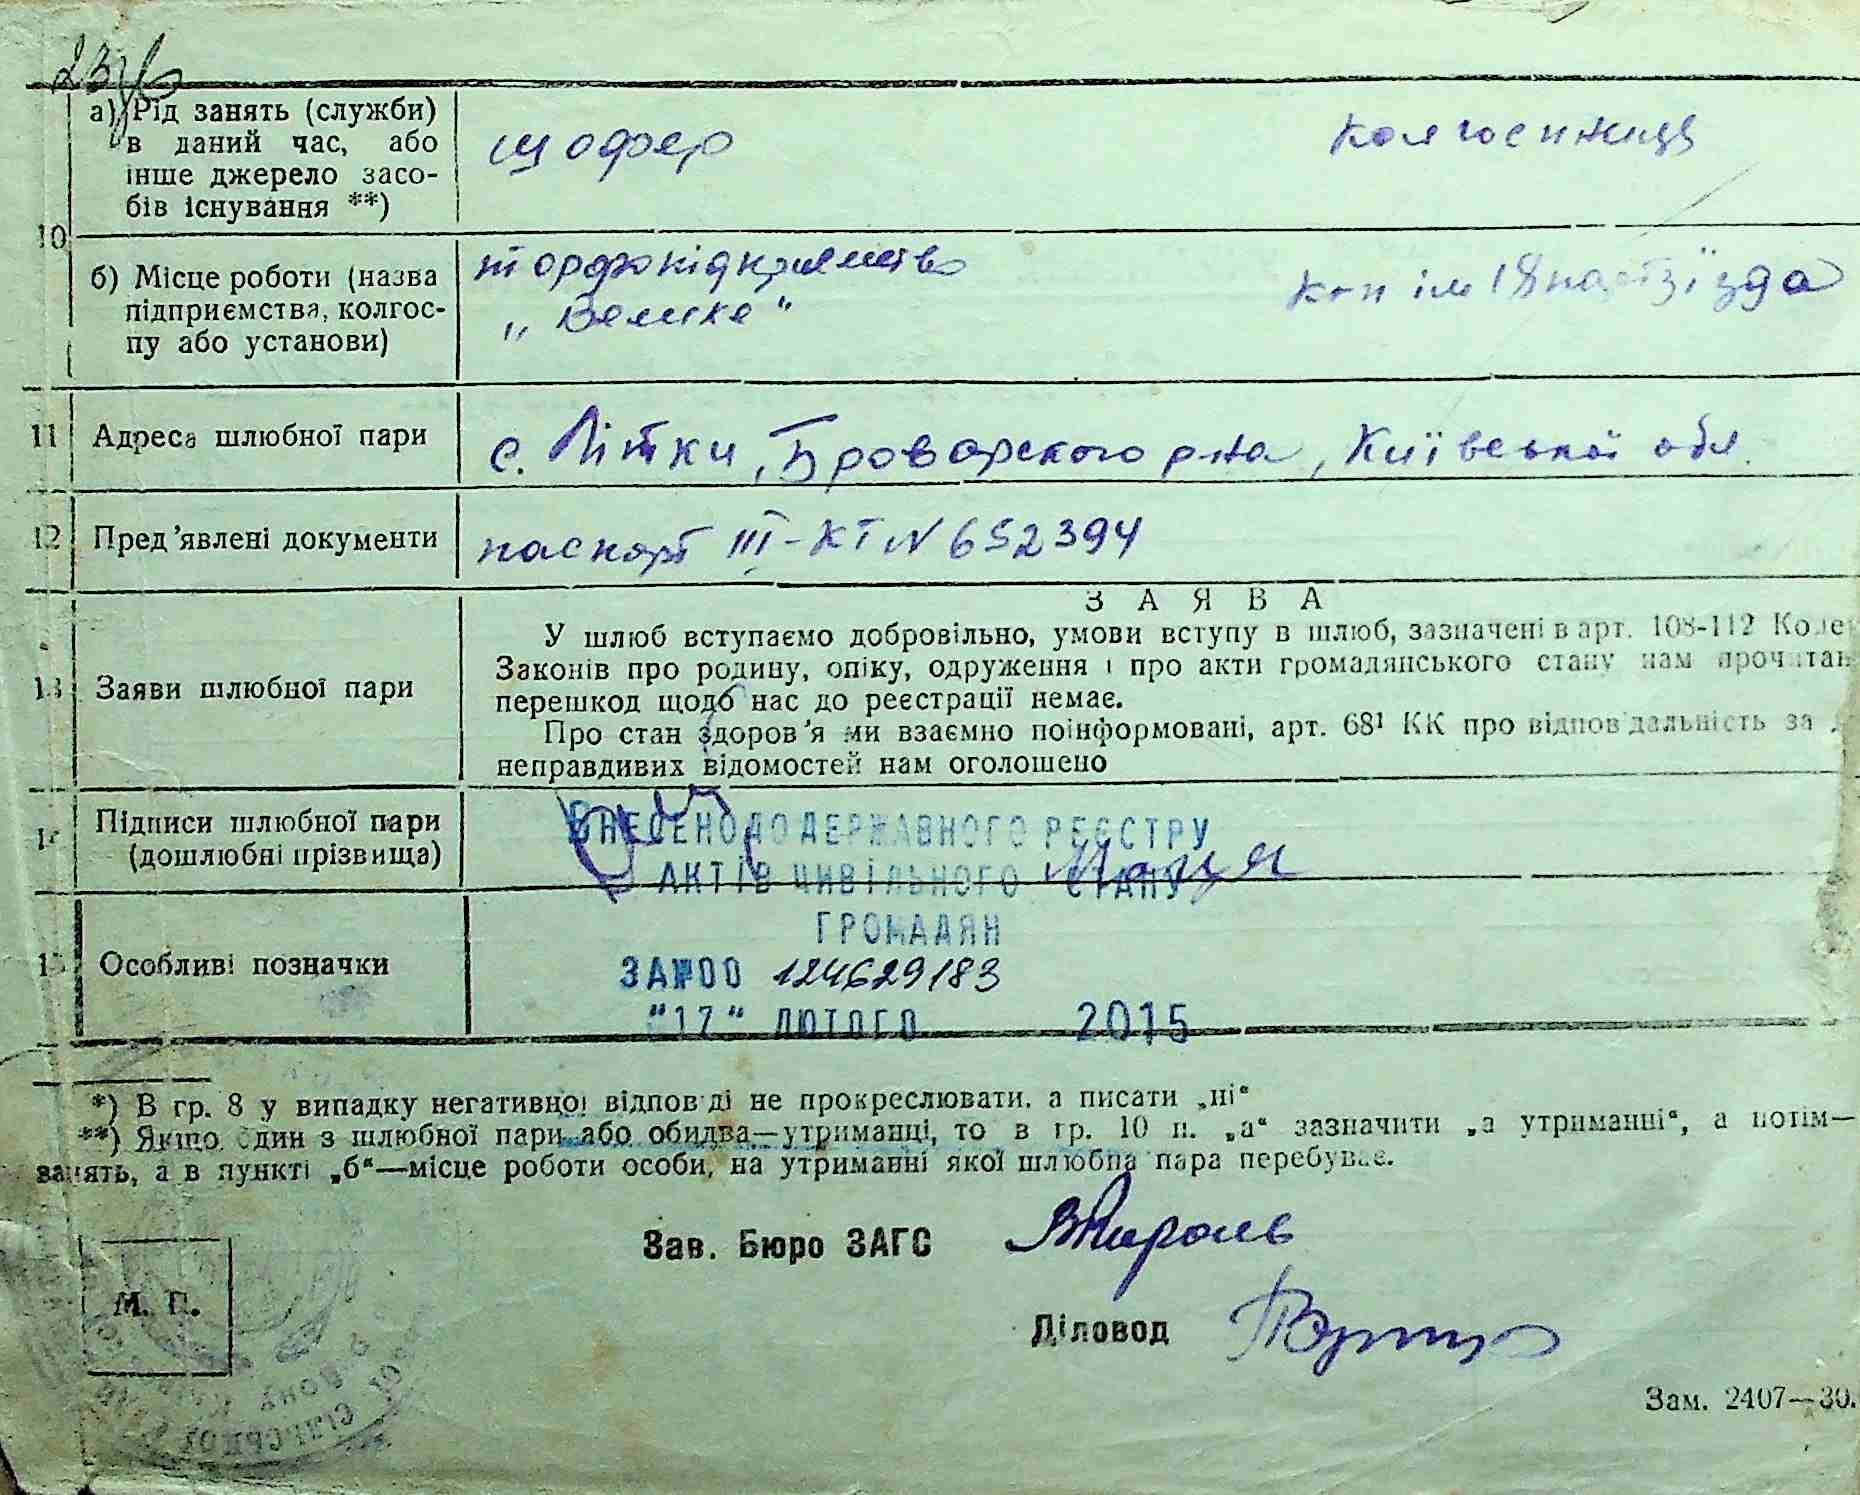 а) Рід занять (служби)
в даний час, або
інше джерело засо-
бів існування **)
шофер
колгоспниця
10
б) Місце роботи (назва
підприємства, колгос-
пу або установи)
торфопідприємство
„Велике"
ім 18 партз'їзда
11
Адреса шлюбної пари
с. Літки, Броварского р-на, Київської обл.
12
Пред'явлені документи
паспорт III-КТ N 652394
13
Заяви шлюбної пари
ЗАЯВА
У шлюб вступаємо добровільно, умови вступу в шлюб, зазначені в арт. 108-112
Законів про родину, опіку, одруження і про акти громадянського стану нам
перешкод щодо нас до реєстрації немає.
Про стан здоров'я ми взаємно поінформовані, арт. 68¹ КК про відповідальність за
неправдивих відомостей нам оголошено
Підписи шлюбної пари
(дошлюбні прізвища)
ВНЕСЕНО ДО ДЕРЖАВНОГО РЕЄСТРУ
АКТІВ ЦИВІЛЬНОГО СТАНУ
ГРОМАДЯН
Особливі позначки
ЗА №00 124629183
"17" ЛЮТОГО 2015
*) В гр. 8 у випадку негативної відповіді не прокреслювати, а писати „ні"
**) Якщо один з шлюбної пари або обидва—утриманці, то в гр. 10 п. „а" зазначити „а утриманні", а потім—
занять, а в пункті „б"—місце роботи особи, на утриманні якої шлюбна пара перебуває.
Зав. Бюро ЗАГС
М. П.
Діловод
Зам. 2407—30.